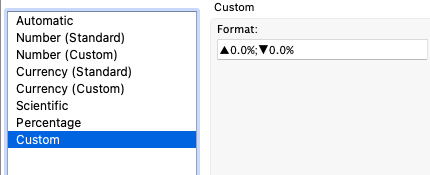 Automatic
Number (Standard)
Number (Custom)
Currency (Standard)
Currency (Custom)
Scientific
Percentage
Custom
Custom
Format:
▲0.0%;▼0.0%